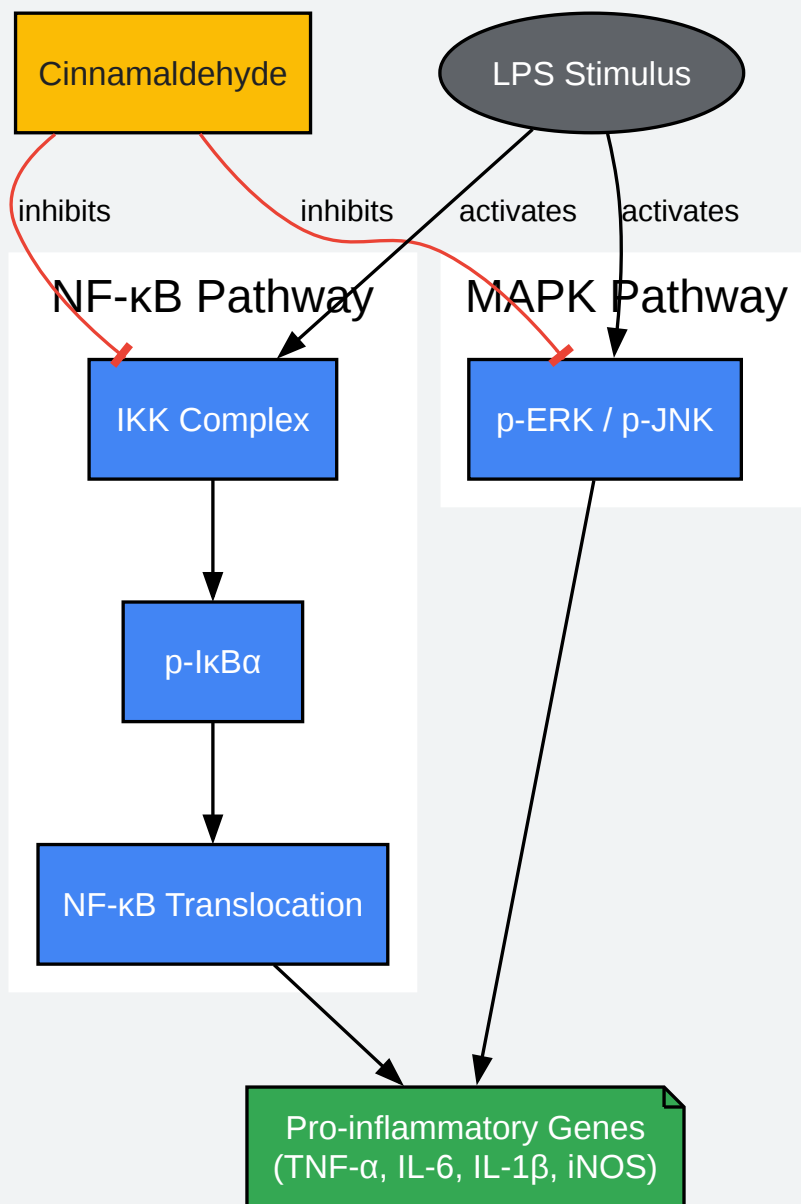 Cinnamaldehyde
LPS Stimulus
inhibits
inhibits
activates
activates
NF-κB Pathway
MAPK Pathway
IKK Complex
p-ERK / p-JNK
p-IκBα
NF-κB Translocation
Pro-inflammatory Genes
(TNF-α, IL-6, IL-1β, iNOS)